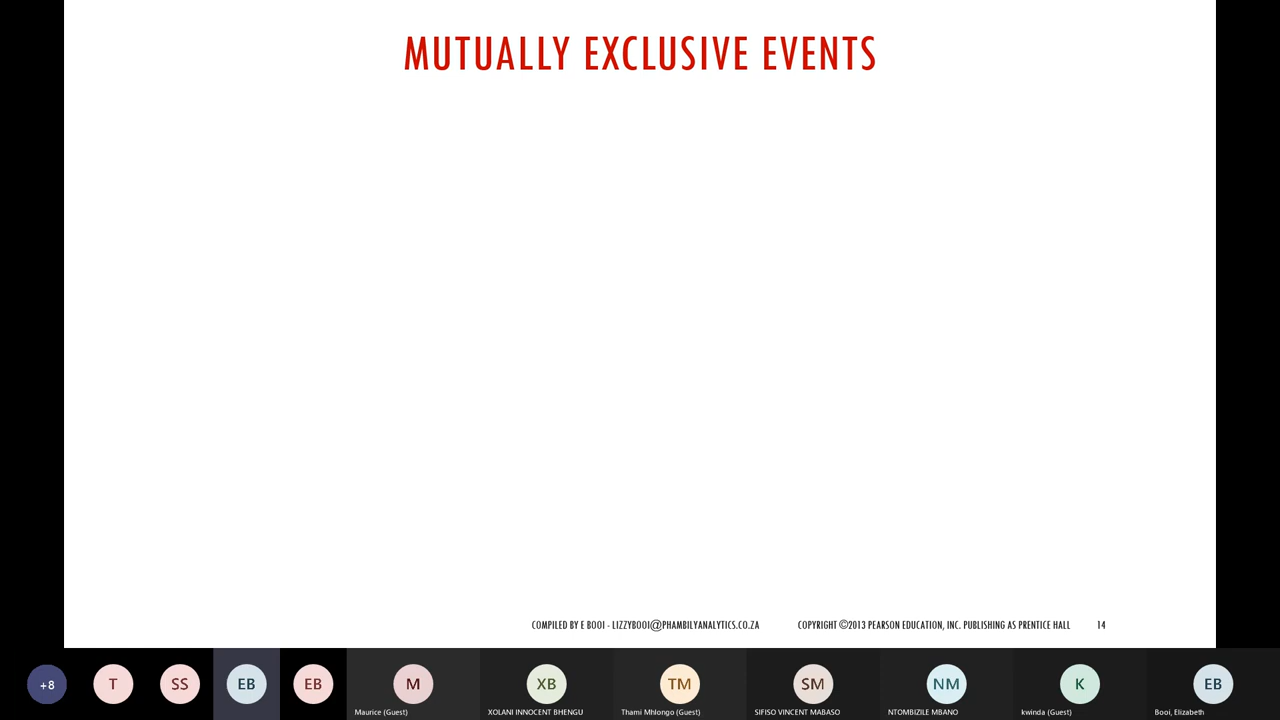 MUTUALLY EXCLUSIVE EVENTS
COMPILED BY E BOOI - LIZZYBOOI@PHAMBILYANALYTICS.CO.ZA COPYRIGHT ©2013 PEARSON EDUCATION, INC. PUBLISHING AS PRENTICE HALL 14
+8 T SS EB EB M XB TM SM NM K EB
Maurice (Guest) XOLANI INNOCENT BHENGU Thami Mhlongo (Guest) SIFISO VINCENT MABASO NTOMBIZILE MBANO kwinda (Guest) Booi, Elizabeth